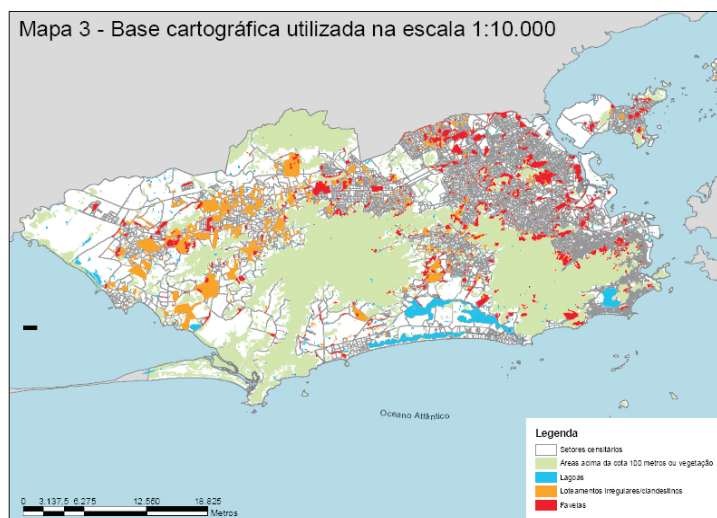 Mapa 3 - Base cartográfica utilizada na escala 1:10.000
Oceano Atlântico
Legenda
Setores censitários
Áreas acima da cota 100 metros ou vegetação
Lagoas
Loteamentos irregulares/clandestinos
Favelas
0 3.137,5 6.275 12.550 18.825
Metros